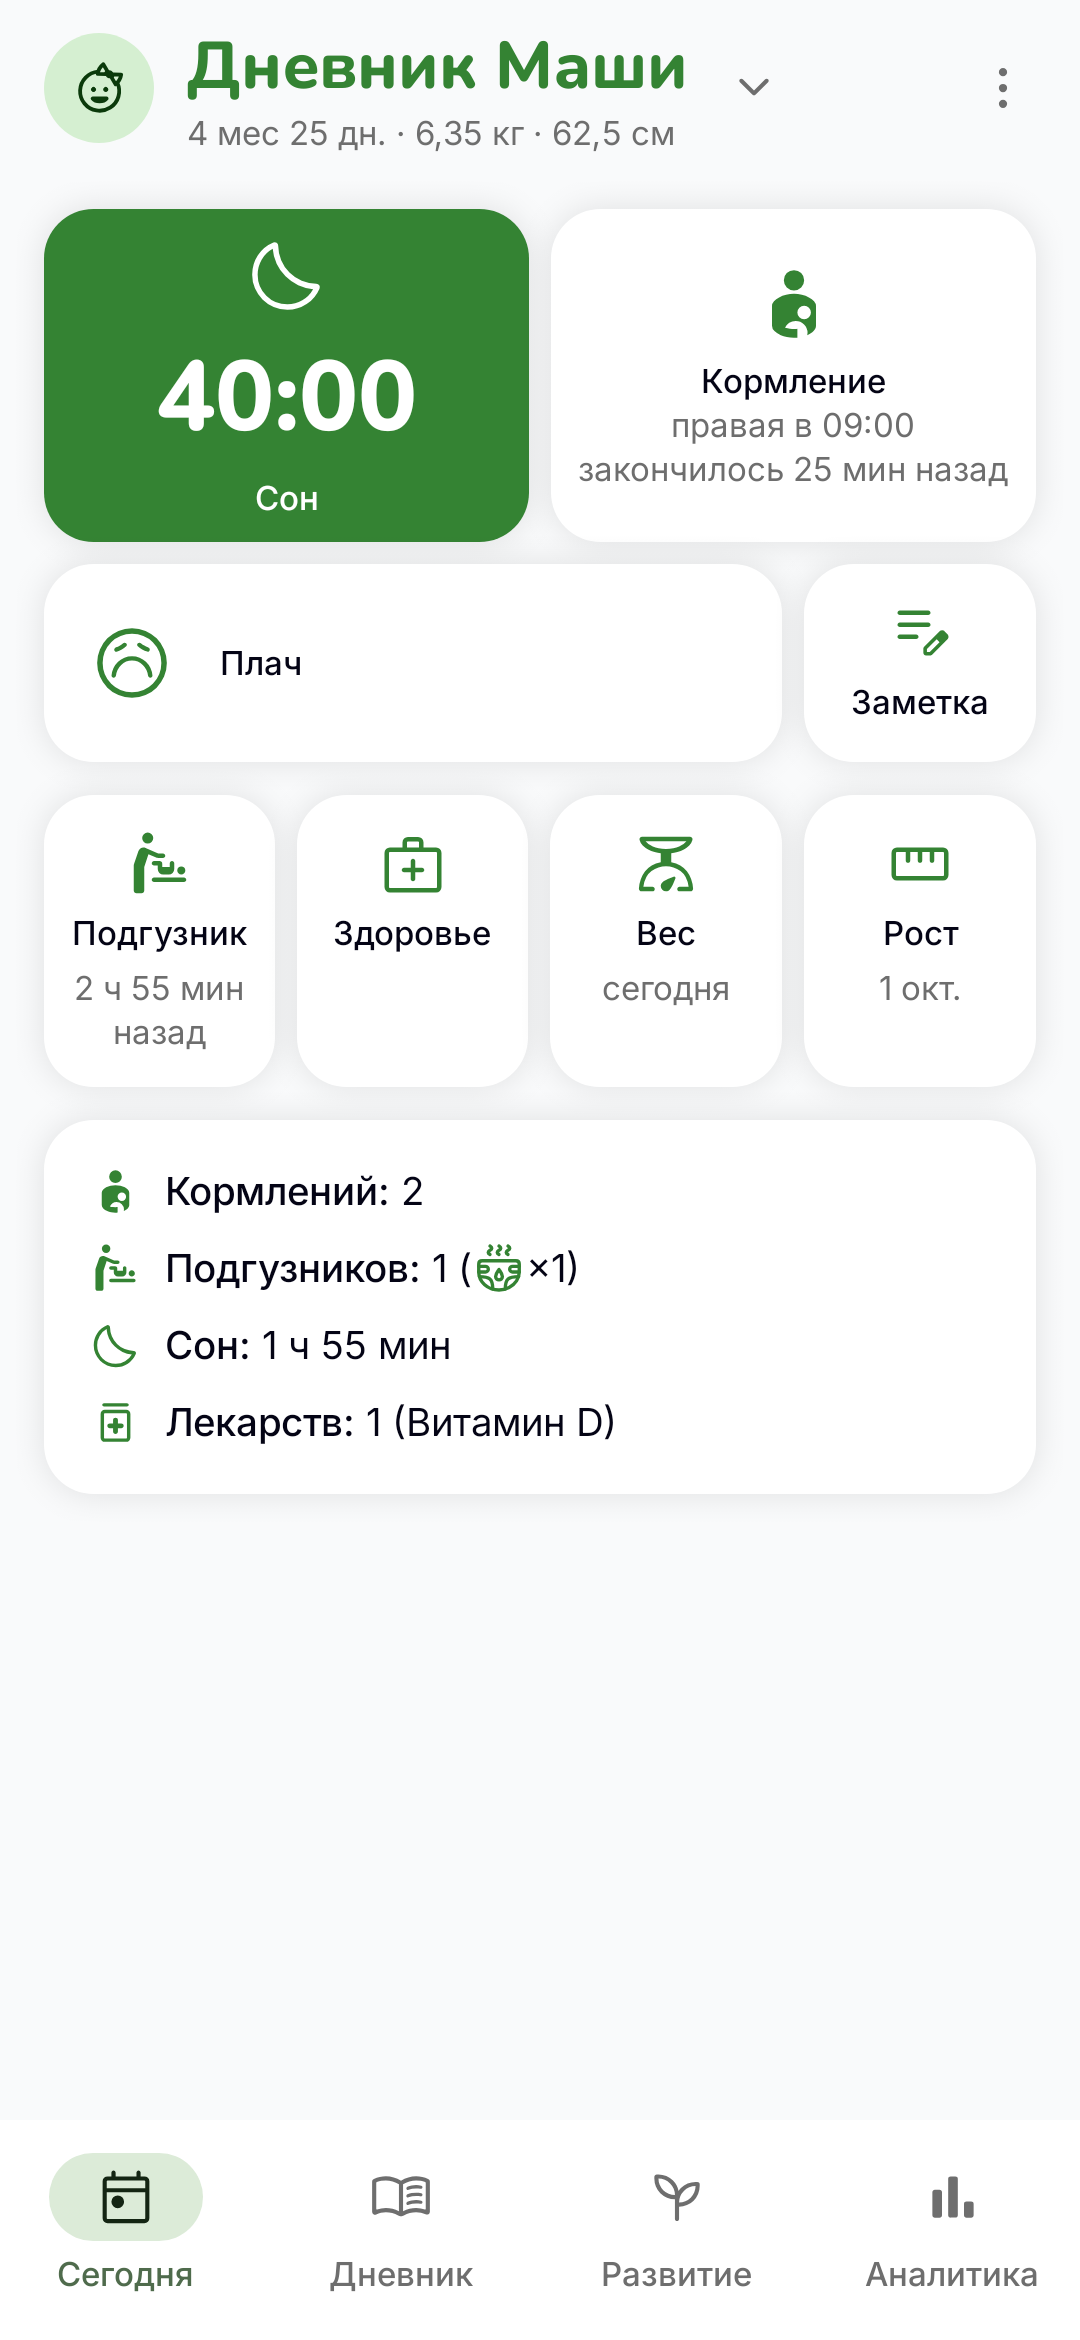 Дневник Маши
4 мес 25 дн. · 6,35 кг · 62,5 см
40:00
Сон
Кормление
правая в 09:00
закончилось 25 мин назад
Плач
Заметка
Подгузник
2 ч 55 мин
назад
Здоровье
Вес
сегодня
Рост
1 окт.
Кормлений: 2
Подгузников: 1 ( ×1)
Сон: 1 ч 55 мин
Лекарств: 1 (Витамин D)
Сегодня
Дневник
Развитие
Аналитика